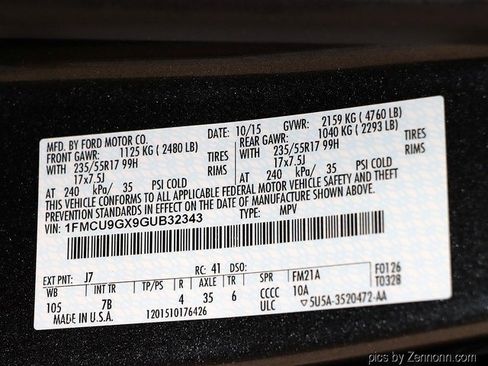 MFD. BY FORD MOTOR CO. DATE: 10/15 GVWR: 2159 KG ( 4760 LB)
FRONT GAWR: 1125 KG ( 2480 LB) REAR GAWR: 1040 KG ( 2293 LB)
WITH 235/55R17 99H TIRES WITH 235/55R17 99H TIRES
17x7.5J RIMS 17x7.5J RIMS
AT 240 kPa/ 35 PSI COLD AT 240 kPa/ 35 PSI COLD
THIS VEHICLE CONFORMS TO ALL APPLICABLE FEDERAL MOTOR VEHICLE SAFETY AND THEFT
PREVENTION STANDARDS IN EFFECT ON THE DATE OF MANUFACTURE SHOWN ABOVE.
VIN: 1FMCU9GX9GUB32343 TYPE: MPV
EXT PNT: J7 RC: 41 DSO: F0126
WB TP/PS R AXLE TR SPR FM21A T0328
105 7B 4 35 6 CCCC 10A
MADE IN U.S.A. 1201510176426 ULC ▽5U5A-3520472-AA
pics by Zennonn.com